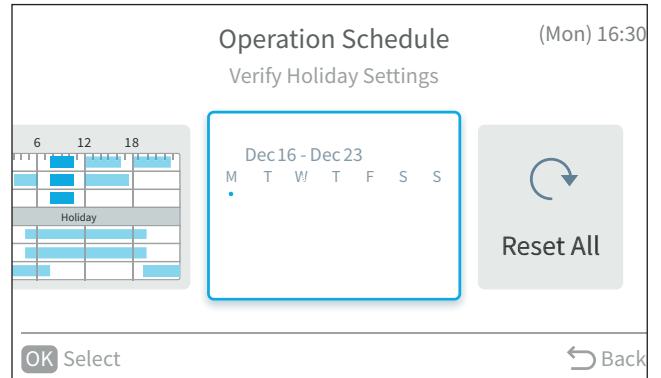 Operation Schedule
(Mon) 16:30
Verify Holiday Settings
6 12 18
Holiday
Dec 16 - Dec 23
M T W T F S S
Reset All
OK Select
Back